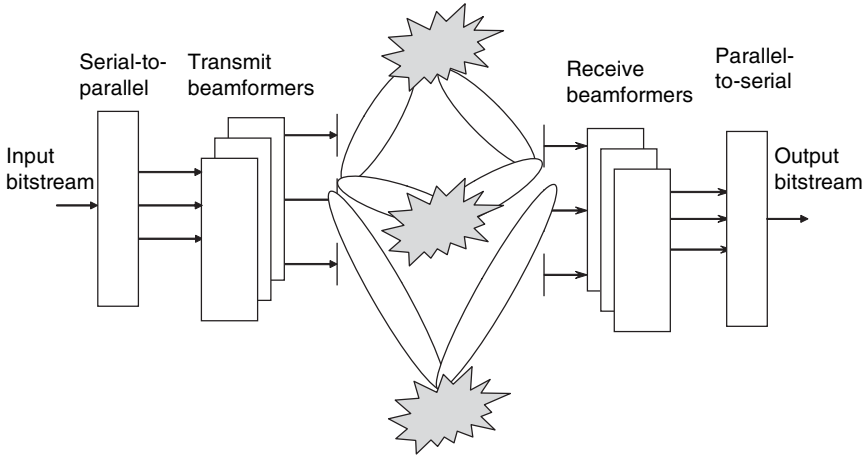 Serial-to-
parallel
Transmit
beamformers
Receive
beamformers
Parallel-
to-serial
Input
bitstream
Output
bitstream